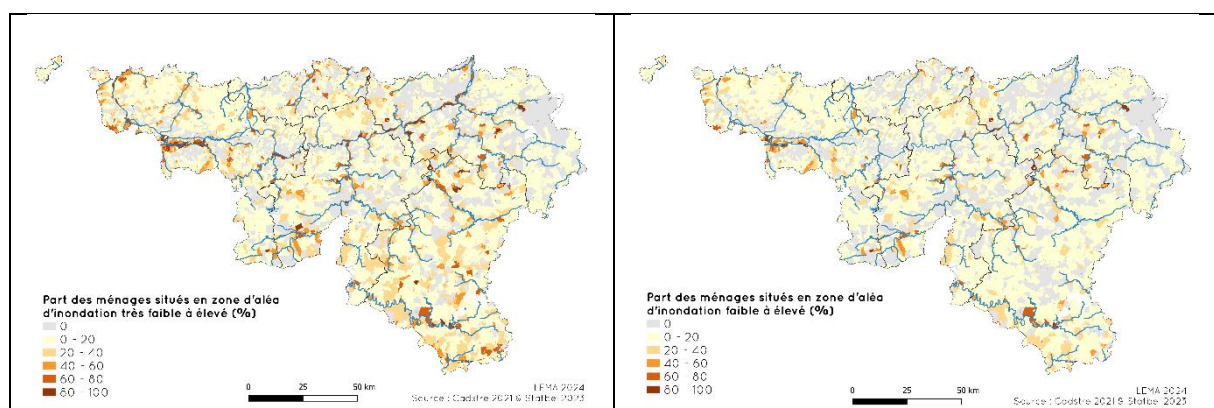 Part des ménages situés en zone d'aléa
d'inondation très faible à élevé (%)
0
0 - 20
20 - 40
40 - 60
60 - 80
80 - 100
0 25 50 km
LEMA 2024
Source : Cadstre 2021 & Statbel 2023
Part des ménages situés en zone d'aléa
d'inondation faible à élevé (%)
0
0 - 20
20 - 40
40 - 60
60 - 80
80 - 100
0 25 50 km
LEMA 2024
Source : Cadstre 2021 & Statbel 2023